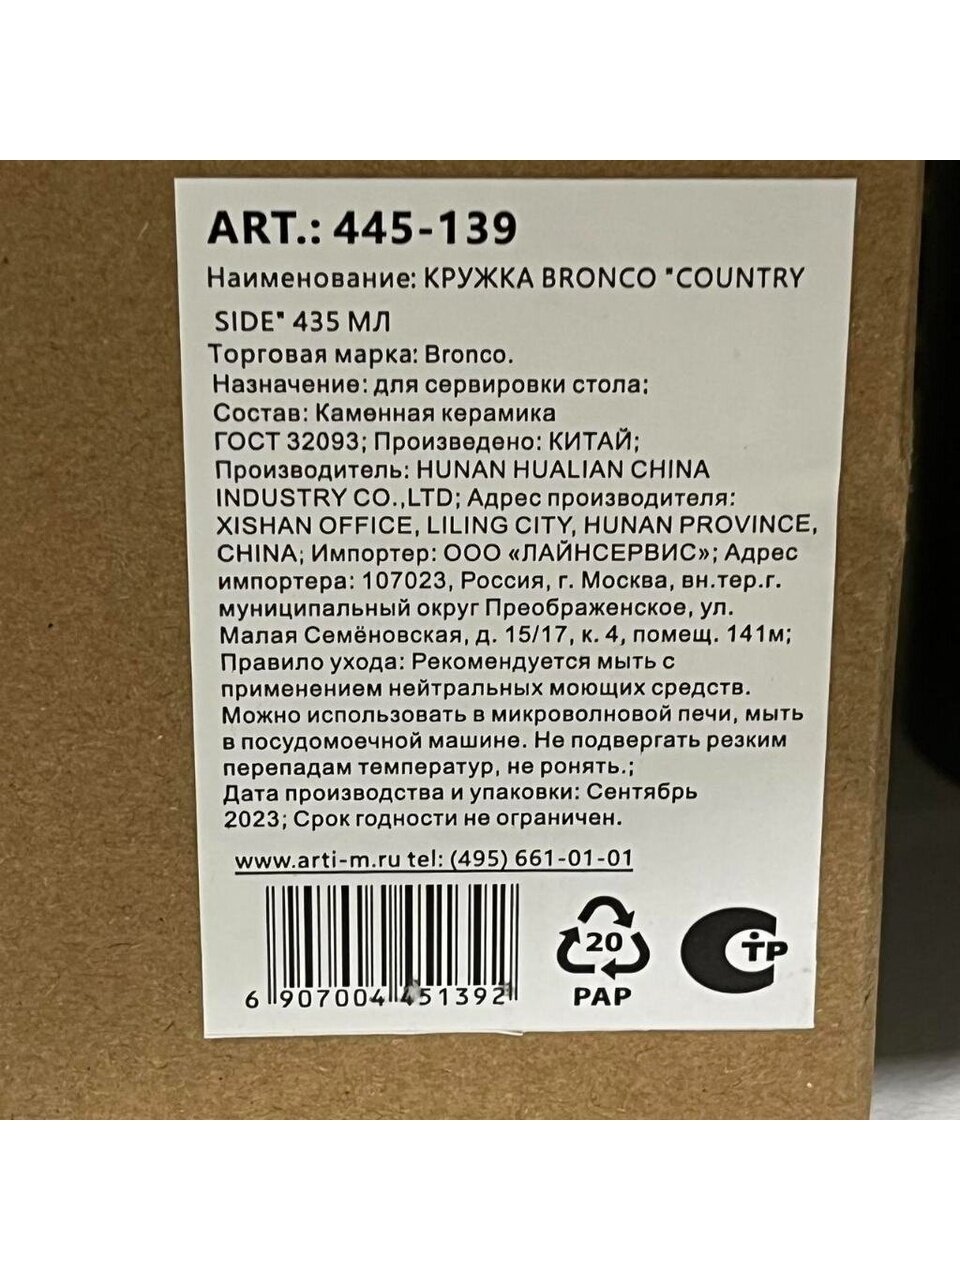 ART.: 445-139
Наименование: КРУЖКА BRONCO "COUNTRY
SIDE" 435 МЛ
Торговая марка: Bronco.
Назначение: для сервировки стола;
Состав: Каменная керамика
ГОСТ 32093; Произведено: КИТАЙ;
Производитель: HUNAN HUALIAN CHINA
INDUSTRY CO.,LTD; Адрес производителя:
XISHAN OFFICE, LILING CITY, HUNAN PROVINCE,
CHINA; Импортер: ООО «ЛАЙНСЕРВИС»; Адрес
импортера: 107023, Россия, г. Москва, вн.тер.г.
муниципальный округ Преображенское, ул.
Малая Семёновская, д. 15/17, к. 4, помещ. 141м;
Правило ухода: Рекомендуется мыть с
применением нейтральных моющих средств.
Можно использовать в микроволновой печи, мыть
в посудомоечной машине. Не подвергать резким
перепадам температур, не ронять.;
Дата производства и упаковки: Сентябрь
2023; Срок годности не ограничен.
www.arti-m.ru tel: (495) 661-01-01
6 907004 451392
20
PAP
СТР